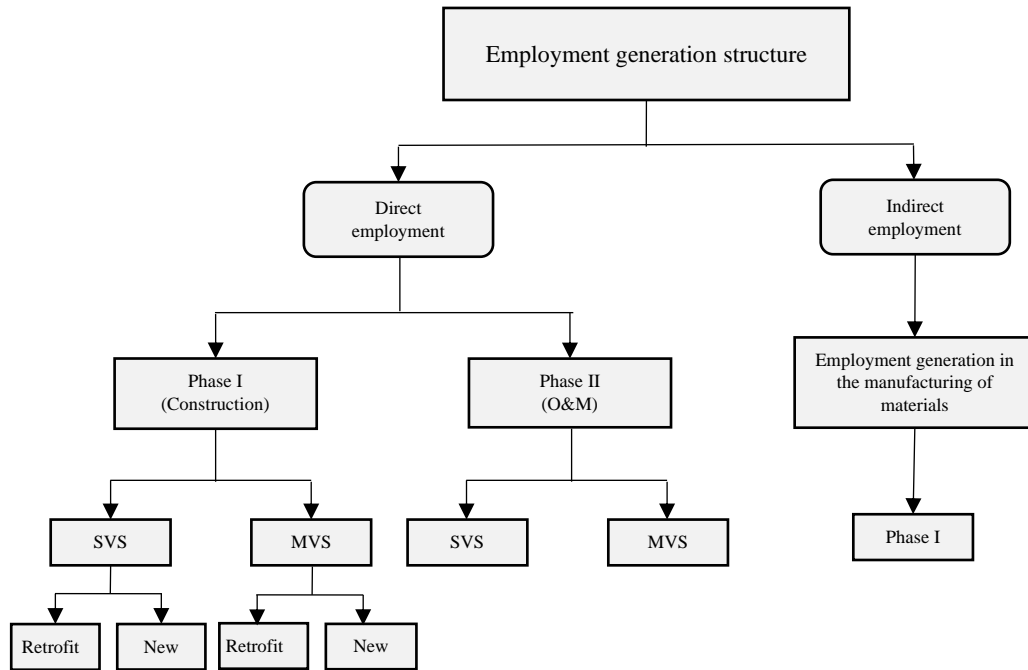 Employment generation structure
Direct
employment
Indirect
employment
Phase I
(Construction)
Phase II
(O&M)
Employment generation in
the manufacturing of
materials
SVS
MVS
SVS
MVS
Phase I
Retrofit
New
Retrofit
New